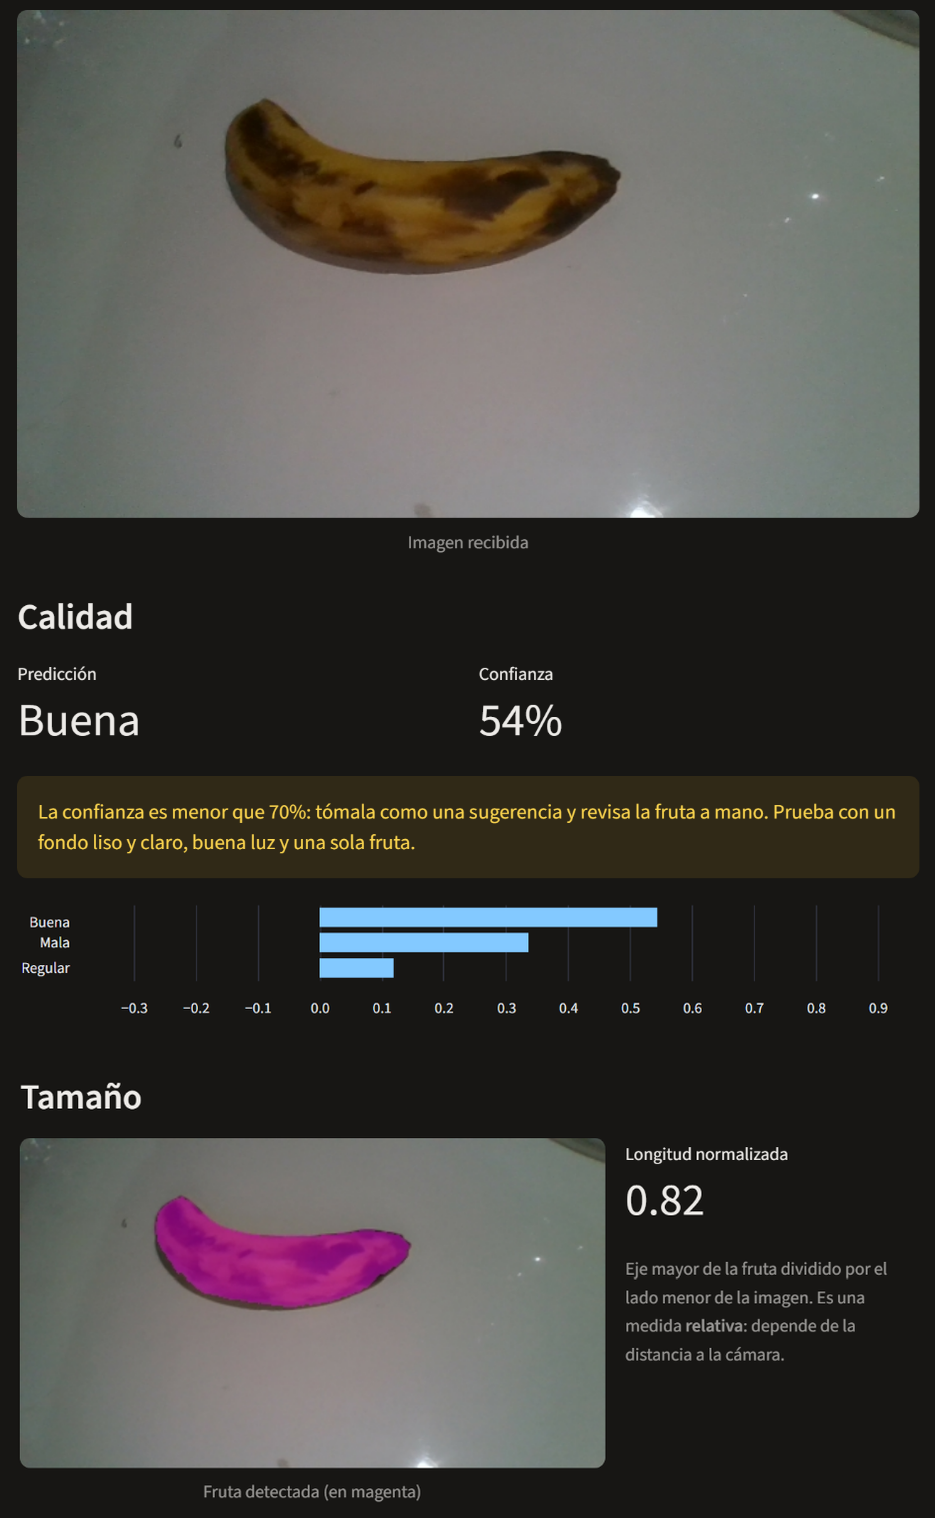 Imagen recibida
Calidad
Predicción
Confianza
Buena
54%
La confianza es menor que 70%: tómala como una sugerencia y revisa la fruta a mano. Prueba con un
fondo liso y claro, buena luz y una sola fruta.
Buena
Mala
Regular
−0.3 −0.2 −0.1 0.0 0.1 0.2 0.3 0.4 0.5 0.6 0.7 0.8 0.9
Tamaño
Longitud normalizada
0.82
Eje mayor de la fruta dividido por el
lado menor de la imagen. Es una
medida relativa: depende de la
distancia a la cámara.
Fruta detectada (en magenta)